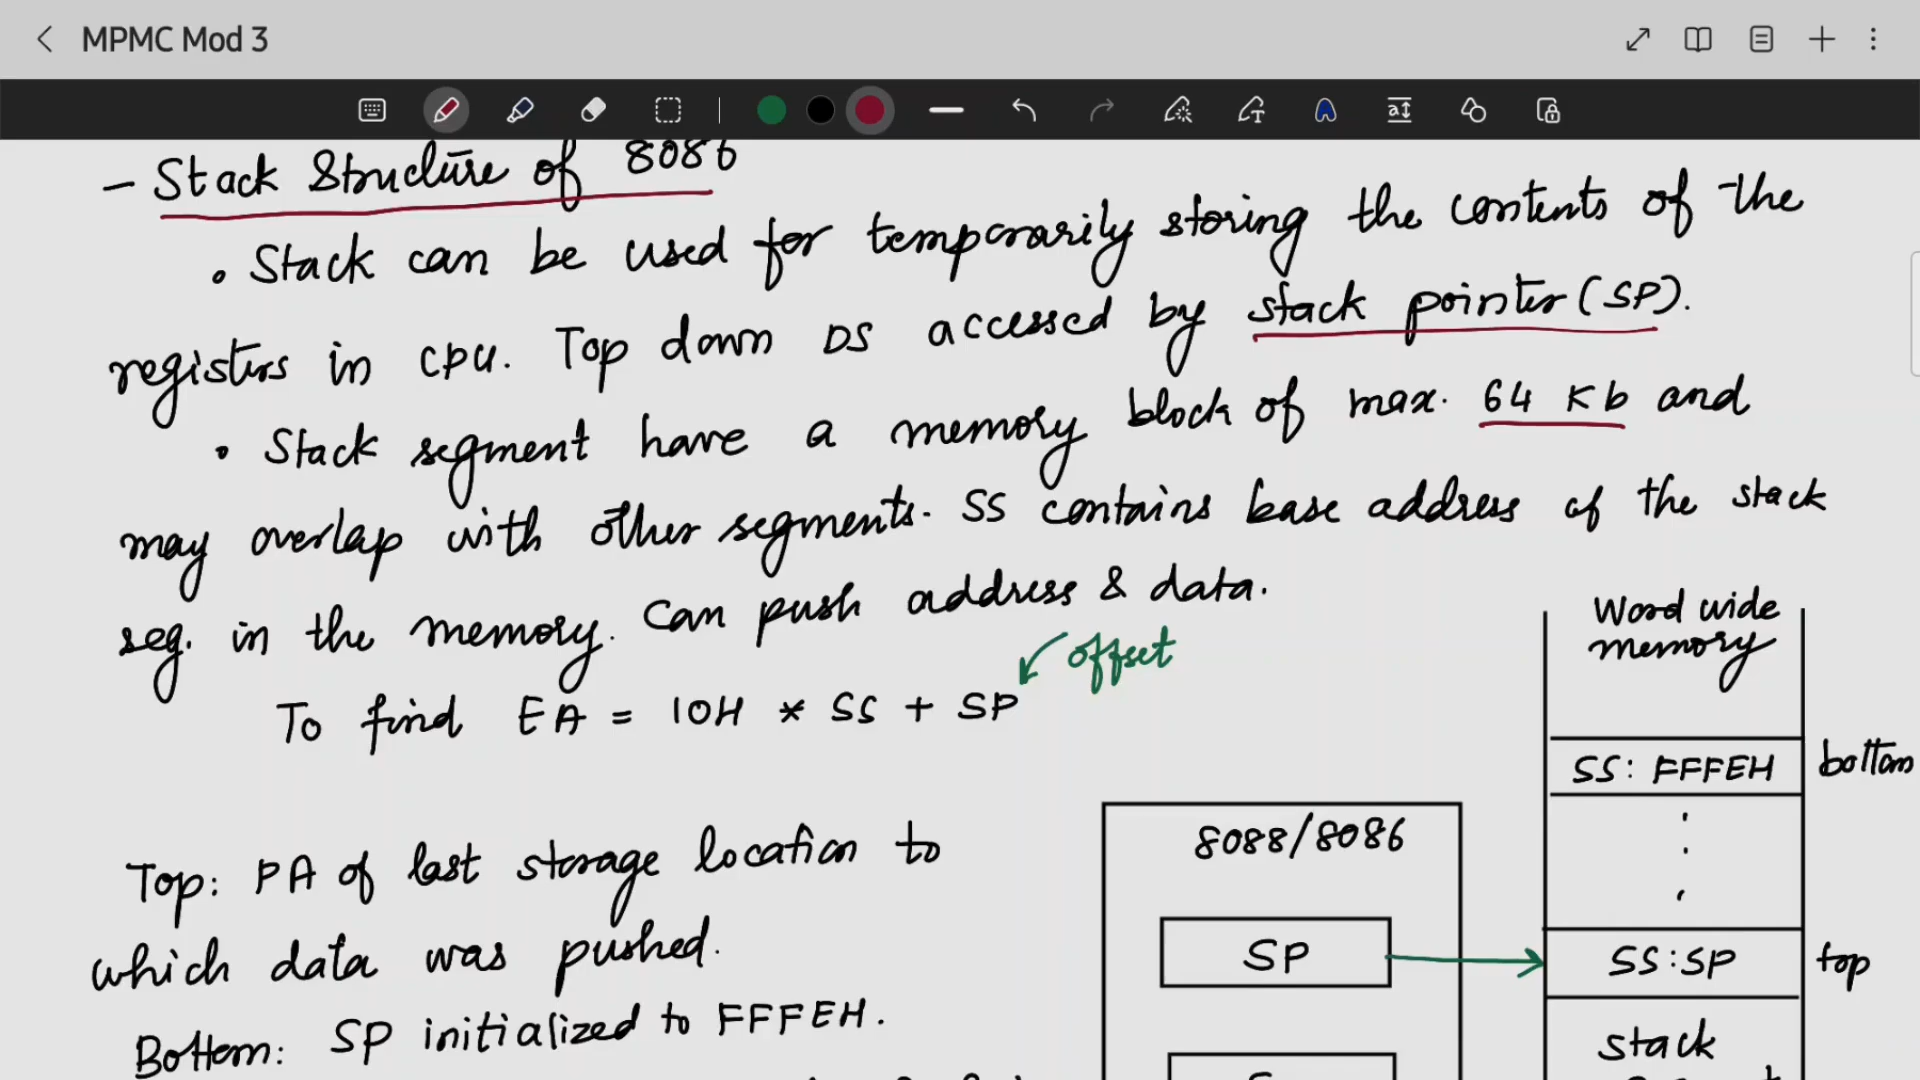 MPMC Mod 3
- Stack Structure of 8086
. Stack can be used for temporarily storing the contents of the
registers in CPU. Top down DS accessed by stack pointer (SP).
. Stack segment have a memory block of max. 64 Kb and
may overlap with other segments. SS contains base address of the stack
seg. in the memory. Can push address & data.
offset
To find EA = 10H * SS + SP
Word wide
memory
SS: FFFEH bottom
8088/8086
Top: PA of last storage location to
which data was pushed.
SP
SS:SP top
Bottom: SP initialized to FFFEH.
stack